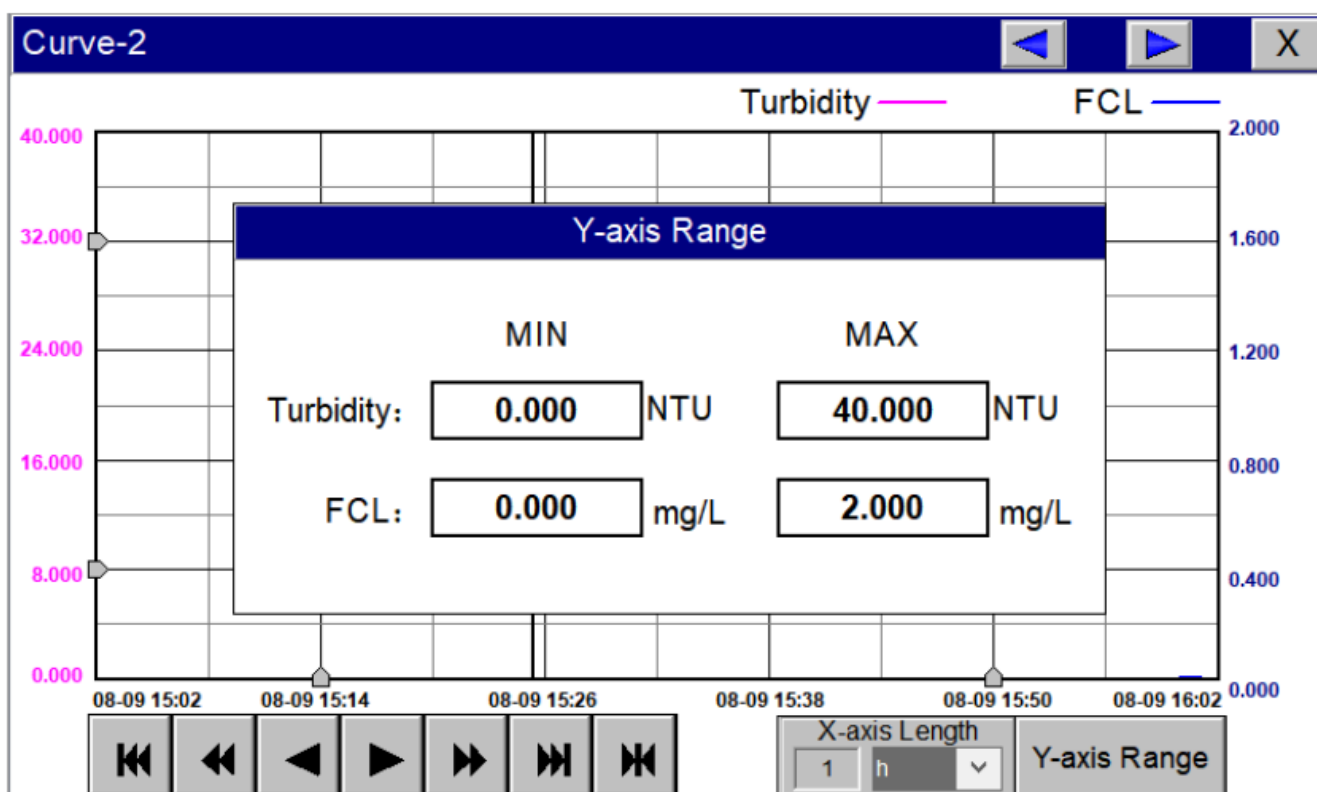 Curve-2
X
Turbidity
FCL
40.000
2.000
Y-axis Range
32.000
1.600
MIN
MAX
24.000
1.200
Turbidity:
0.000
NTU
40.000
NTU
16.000
0.800
FCL:
0.000
mg/L
2.000
mg/L
8.000
0.400
0.000
0.000
08-09 15:02
08-09 15:14
08-09 15:26
08-09 15:38
08-09 15:50
08-09 16:02
X-axis Length
1
h
Y-axis Range